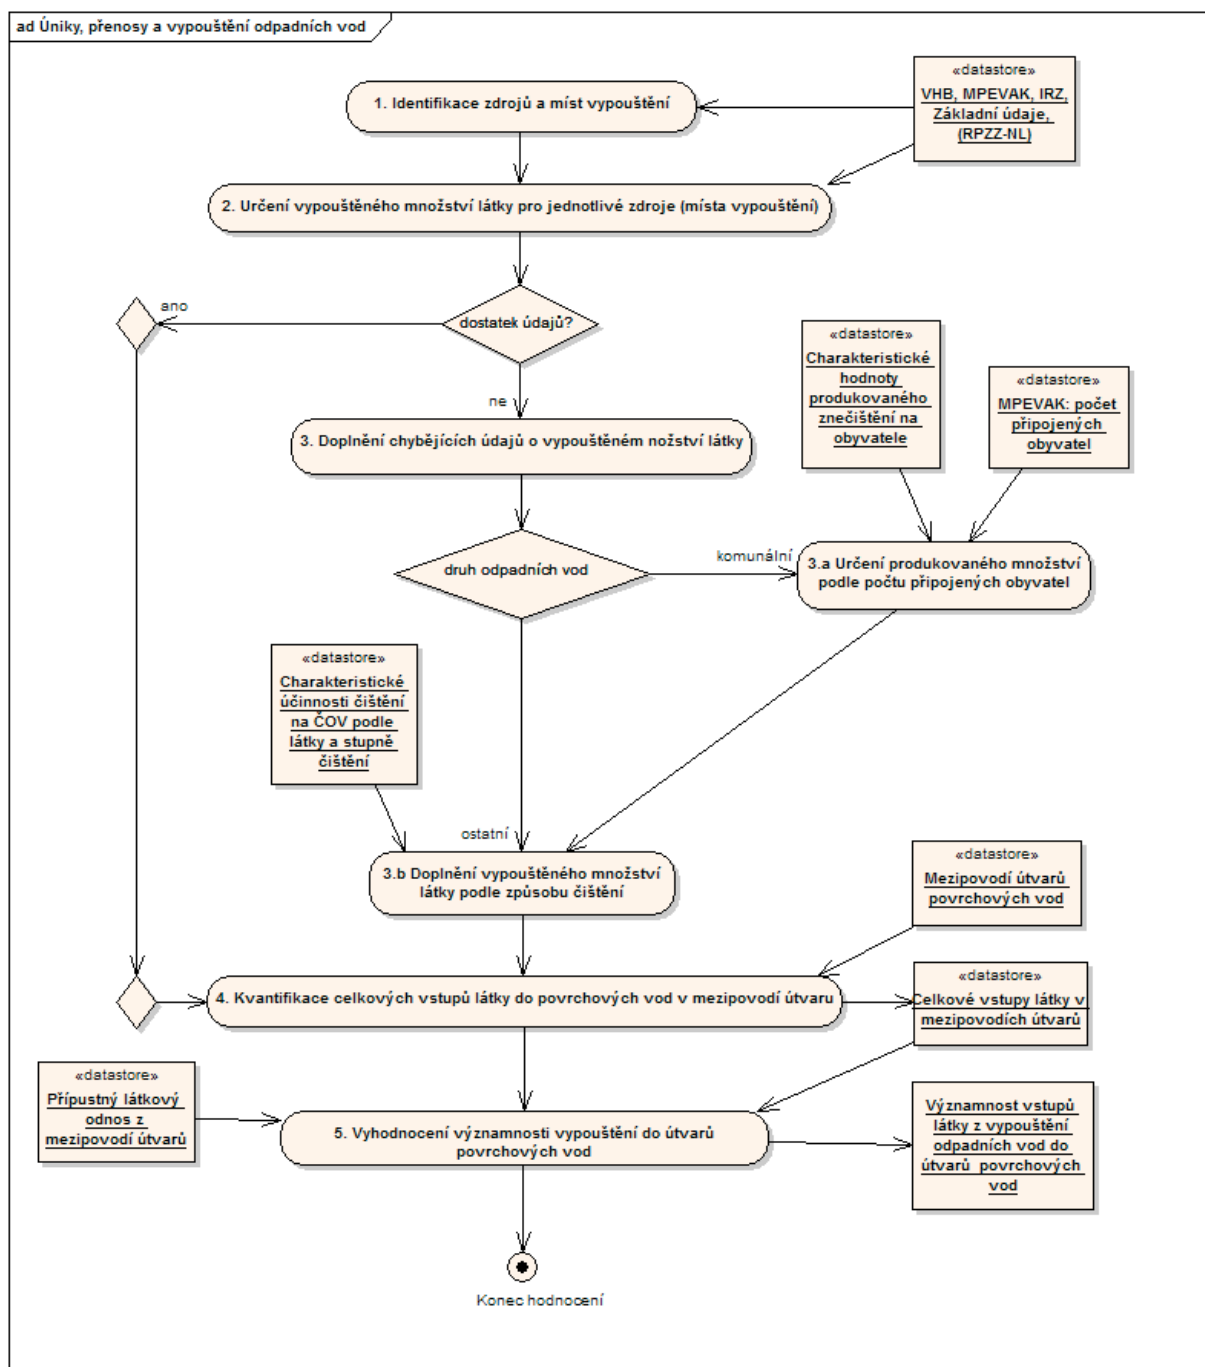 ad Úniky, přenosy a vypouštění odpadních vod
«datastore»
VHB, MPEVAK, IRZ,
Základní údaje,
(RPZZ-NL)
1. Identifikace zdrojů a míst vypouštění
2. Určení vypouštěného množství látky pro jednotlivé zdroje (místa vypouštění)
ano
dostatek údajů?
ne
«datastore»
Charakteristické
hodnoty
produkovaného
znečištění na
obyvatele
«datastore»
MPEVAK: počet
připojených
obyvatel
3. Doplnění chybějících údajů o vypouštěném nožství látky
druh odpadních vod
komunální
3.a Určení produkovaného množství
podle počtu připojených obyvatel
«datastore»
Charakteristické
účinnosti čištění
na ČOV podle
látky a stupně
čištění
ostatní
3.b Doplnění vypouštěného množství
látky podle způsobu čištění
«datastore»
Mezipovodí útvarů
povrchových vod
4. Kvantifikace celkových vstupů látky do povrchových vod v mezipovodí útvaru
«datastore»
Celkové vstupy látky v
mezipovodích útvarů
«datastore»
Přípustný látkový
odnos z
mezipovodí útvarů
5. Vyhodnocení významnosti vypouštění do útvarů
povrchových vod
Významnost vstupů
látky z vypouštění
odpadních vod do
útvarů povrchových
vod
Konec hodnocení